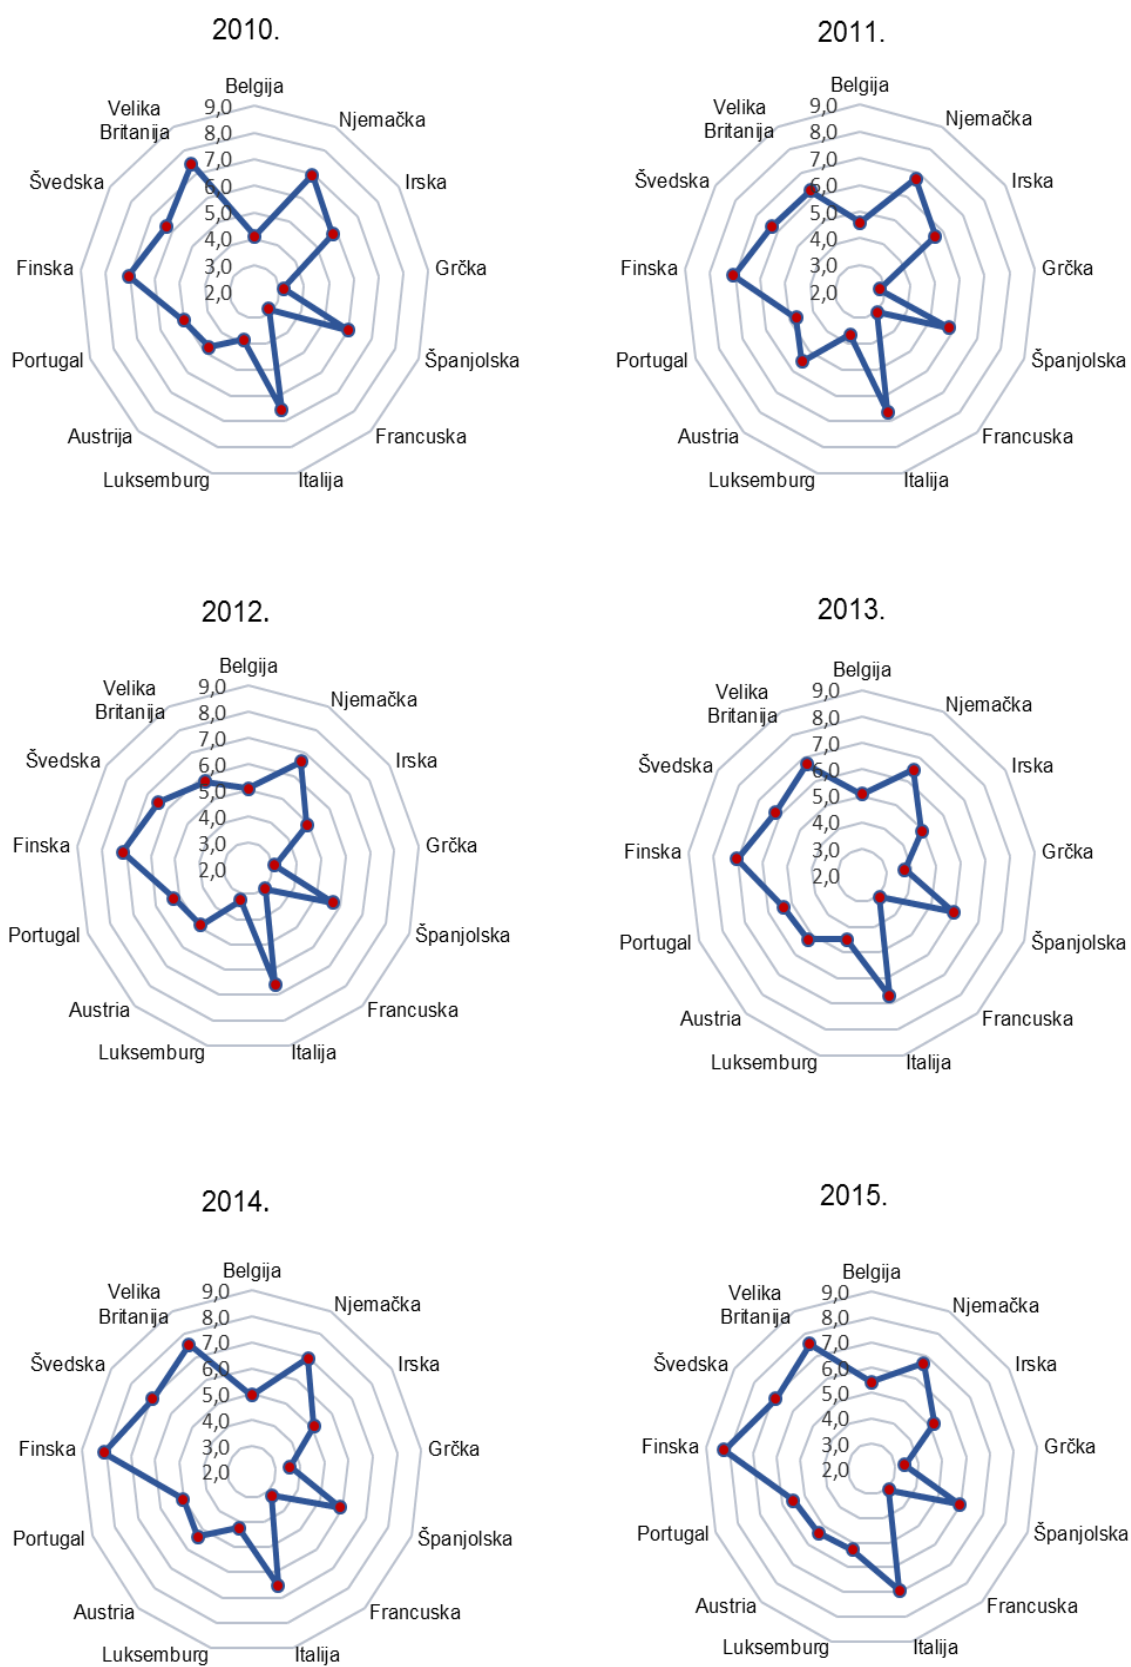 2010.
Belgija
Njemačka
Irska
Grčka
Španjolska
Francuska
Italija
Luksemburg
Austrija
Portugal
Finska
Švedska
Velika
Britanija
9,0
8,0
7,0
6,0
5,0
4,0
3,0
2,0
2011.
Belgija
Njemačka
Irska
Grčka
Španjolska
Francuska
Italija
Luksemburg
Austria
Portugal
Finska
Švedska
Velika
Britanija
9,0
8,0
7,0
6,0
5,0
4,0
3,0
2,0
2012.
Belgija
Njemačka
Irska
Grčka
Španjolska
Francuska
Italija
Luksemburg
Austria
Portugal
Finska
Švedska
Velika
Britanija
9,0
8,0
7,0
6,0
5,0
4,0
3,0
2,0
2013.
Belgija
Njemačka
Irska
Grčka
Španjolska
Francuska
Italija
Luksemburg
Austria
Portugal
Finska
Švedska
Velika
Britanija
9,0
8,0
7,0
6,0
5,0
4,0
3,0
2,0
2014.
Belgija
Njemačka
Irska
Grčka
Španjolska
Francuska
Italija
Luksemburg
Austria
Portugal
Finska
Švedska
Velika
Britanija
9,0
8,0
7,0
6,0
5,0
4,0
3,0
2,0
2015.
Belgija
Njemačka
Irska
Grčka
Španjolska
Francuska
Italija
Luksemburg
Austria
Portugal
Finska
Švedska
Velika
Britanija
9,0
8,0
7,0
6,0
5,0
4,0
3,0
2,0